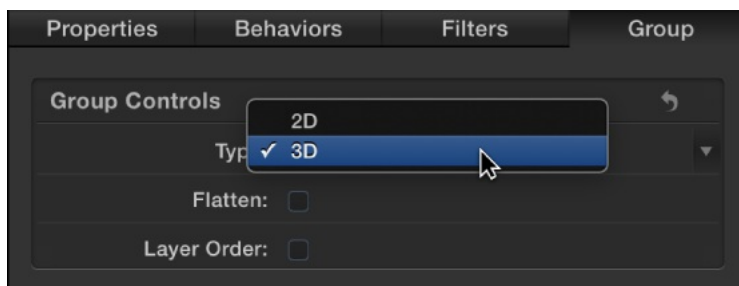 Properties Behaviors Filters Group
Group Controls
2D
Typ ✓ 3D
Flatten:
Layer Order: